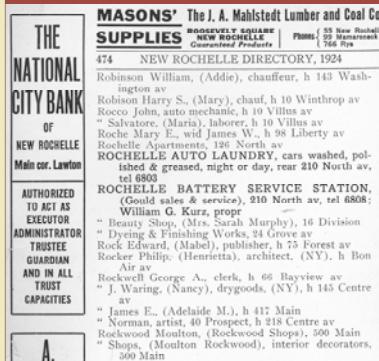 MASONS' SUPPLIES
The J. A. Mahlstedt Lumber and Coal Co
ROOSEVELT SQUARE
NEW ROCHELLE
Guaranteed Products
Phones
55 New Rochelle
99 Mamaroneck
766 Rye
THE
NATIONAL
CITY BANK
OF
NEW ROCHELLE
Main cor. Lawton
AUTHORIZED
TO ACT AS
EXECUTOR
ADMINISTRATOR
TRUSTEE
GUARDIAN
AND IN ALL
TRUST
CAPACITIES
A.
474 NEW ROCHELLE DIRECTORY, 1924
Robinson William, (Addie), chauffeur, h 143 Wash-
ington av
Robison Harry S., (Mary), chauf, h 10 Winthrop av
Rocco John, auto mechanic, h 10 Villus av
" Salvatore, (Maria), laborer, h 10 Villus av
Roche Mary E., wid James W., h 98 Liberty av
Rochelle Apartments, 126 North av
ROCHELLE AUTO LAUNDRY, cars washed, pol-
ished & greased, night or day, rear 210 North av,
tel 6803
ROCHELLE BATTERY SERVICE STATION,
(Gould sales & service), 210 North av, tel 6808;
William G. Kurz, propr
" Beauty Shop, (Mrs. Sarah Murphy), 16 Division
" Dyeing & Finishing Works, 24 Grove av
Rock Edward, (Mabel), publisher, h 75 Forest av
Rocker Philip, (Henrietta), architect, (NY), h Bon
Air av
Rockwell George A., clerk, h 66 Bayview av
" J. Waring, (Nancy), drygoods, (NY), h 145 Centre
av
" James E., (Adelaide M.), h 417 Main
" Norman, artist, 40 Prospect, h 218 Centre av
Rockwood Moulton, (Rockwood Shops), 500 Main
" Shops, (Moulton Rockwood), interior decorators,
500 Main